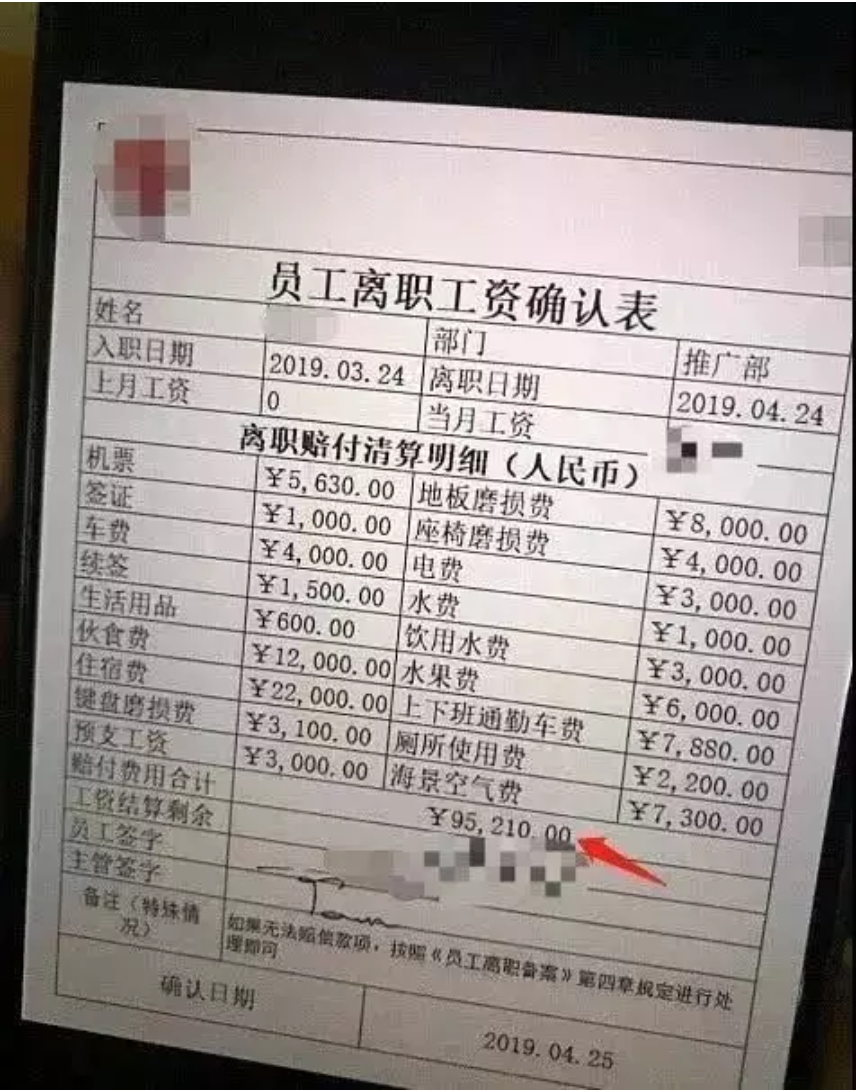 员工离职工资确认表
姓名 部门 推广部
入职日期 2019.03.24 离职日期 2019.04.24
上月工资 0 当月工资
离职赔付清算明细（人民币）
机票 ￥5,630.00 地板磨损费 ￥8,000.00
签证 ￥1,000.00 座椅磨损费 ￥4,000.00
车费 ￥4,000.00 电费 ￥3,000.00
续签 ￥1,500.00 水费 ￥1,000.00
生活用品 ￥600.00 饮用水费 ￥3,000.00
伙食费 ￥12,000.00 水果费 ￥6,000.00
住宿费 ￥22,000.00 上下班通勤车费 ￥7,880.00
键盘磨损费 ￥3,100.00 厕所使用费 ￥2,200.00
预支工资 ￥3,000.00 海景空气费 ￥7,300.00
赔付费用合计 ￥95,210.00
工资结算剩余
员工签字
主管签字
备注（特殊情况） 如果无法赔偿款项，按照《员工离职备案》第四章规定进行处
理即可
确认日期 2019.04.25